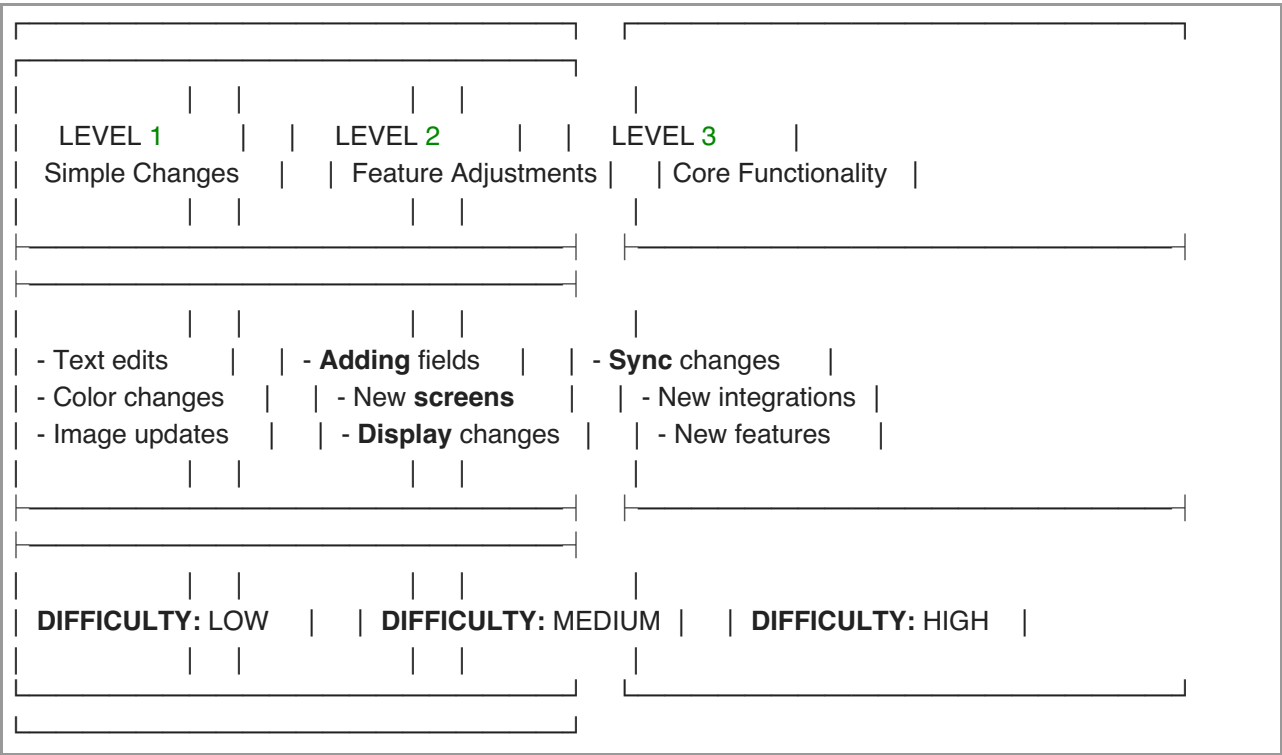 LEVEL 1 | | LEVEL 2 | | LEVEL 3 |
| Simple Changes | | Feature Adjustments | | Core Functionality |
| - Text edits | | - Adding fields | | - Sync changes |
| - Color changes | | - New screens | | - New integrations |
| - Image updates | | - Display changes | | - New features |
| DIFFICULTY: LOW | | DIFFICULTY: MEDIUM | | DIFFICULTY: HIGH |